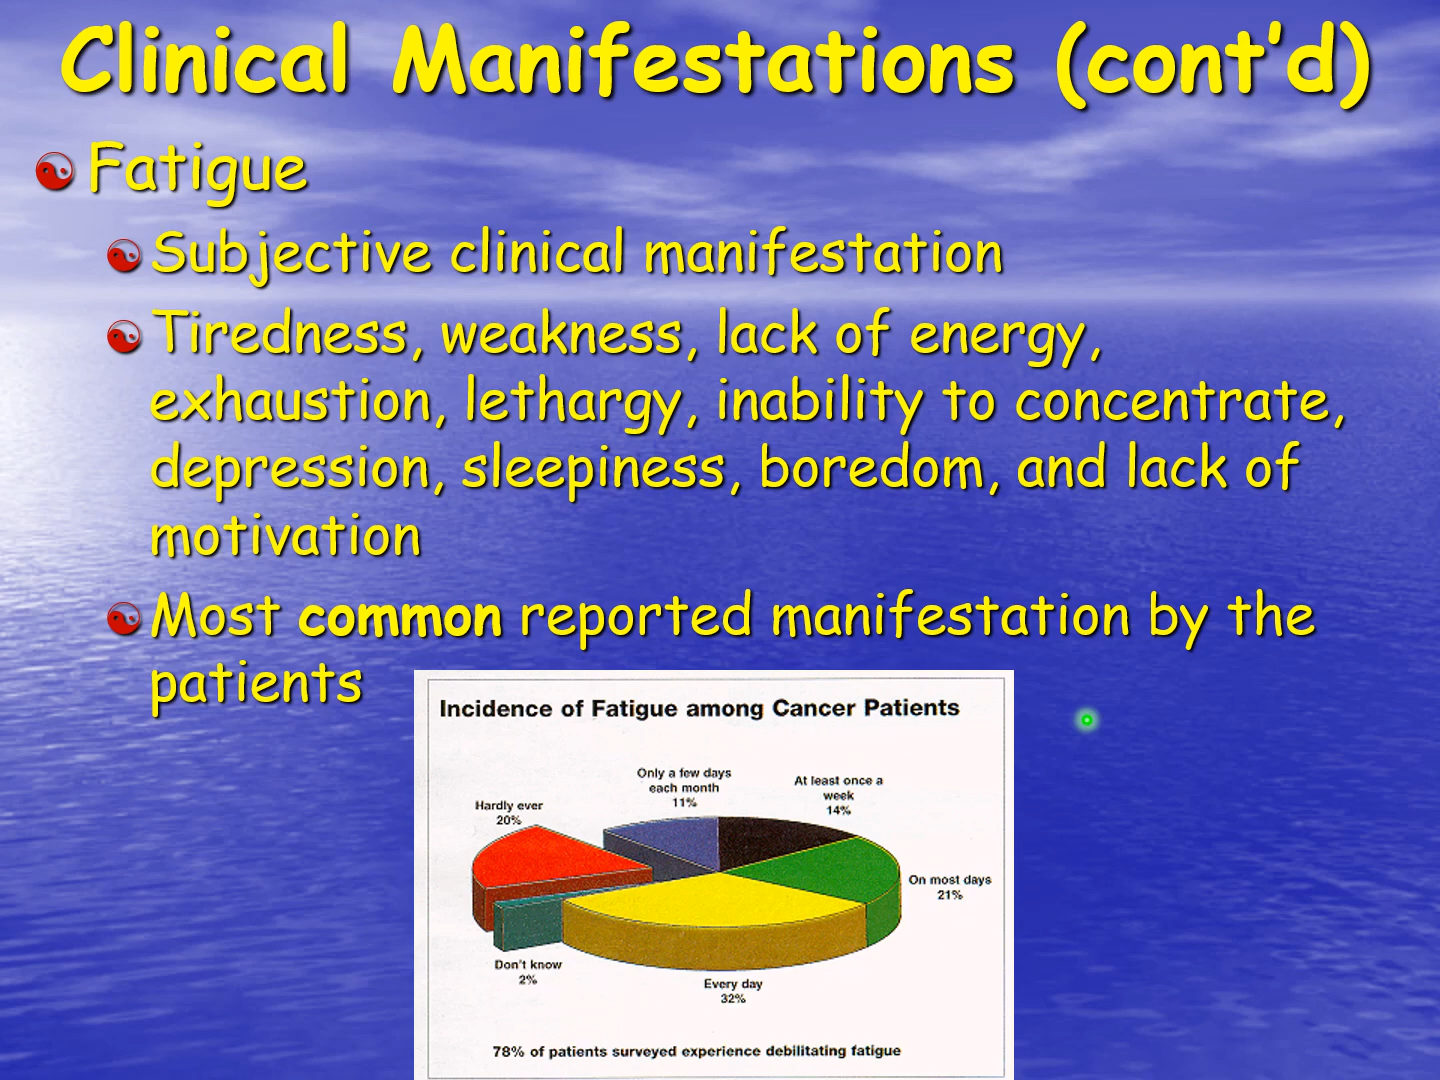 Clinical Manifestations (cont’d)
Fatigue
Subjective clinical manifestation
Tiredness, weakness, lack of energy,
exhaustion, lethargy, inability to concentrate,
depression, sleepiness, boredom, and lack of
motivation
Most common reported manifestation by the
patients
Incidence of Fatigue among Cancer Patients
Only a few days
each month
11%
At least once a
week
14%
Hardly ever
20%
On most days
21%
Don't know
2%
Every day
32%
78% of patients surveyed experience debilitating fatigue